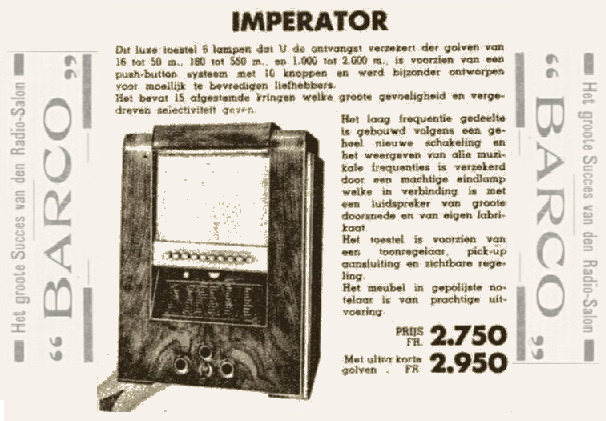 IMPERATOR
Dit luxe toestel 6 lampen dat U de ontvangst verzekert der golven van
16 tot 50 m., 180 tot 550 m., en 1.000 tot 2.000 m., is voorzien van een
push-button systeem met 10 knoppen en werd bijzonder ontworpen
voor moeilijk te bevredigen liefhebbers.
Het bevat 15 afgestemde kringen welke groote gevoeligheid en verge-
dreven selectiviteit geven.
Het laag frequentie gedeelte
is gebouwd volgens een ge-
heel nieuwe schakeling en
het weergeven van alle muzi-
kale frequenties is verzekerd
door een machtige eindlamp
welke in verbinding is met
een luidspreker van groote
doorsnede en van eigen fabri-
kaat.
Het toestel is voorzien van
een toonregelaar, pick-up
aansluiting en zichtbare rege-
ling.
Het meubel in gepolijste no-
telaar is van prachtige uit-
voering.
PRIJS FR. 2.750
Met ultra korte
golven . FR 2.950
Het groote Succes van den Radio-Salon
“ BARCO ”
Het groote Succes van den Radio-Salon
“ BARCO ”